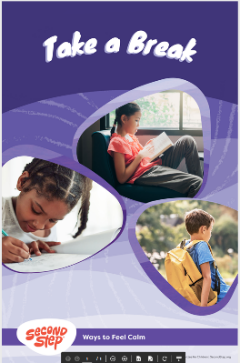 Take a Break
SECOND
STEP
Ways to Feel Calm